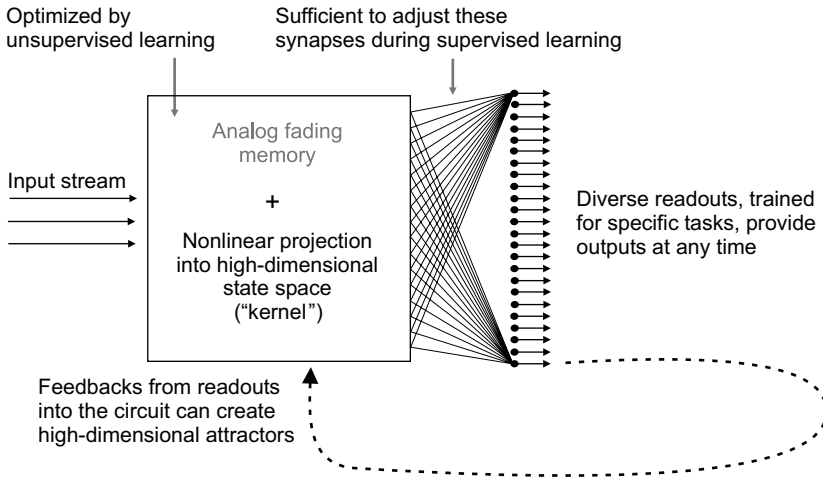 Optimized by
unsupervised learning
Sufficient to adjust these
synapses during supervised learning
Analog fading
memory
+
Nonlinear projection
into high-dimensional
state space
(“kernel”)
Input stream
Diverse readouts, trained
for specific tasks, provide
outputs at any time
Feedbacks from readouts
into the circuit can create
high-dimensional attractors